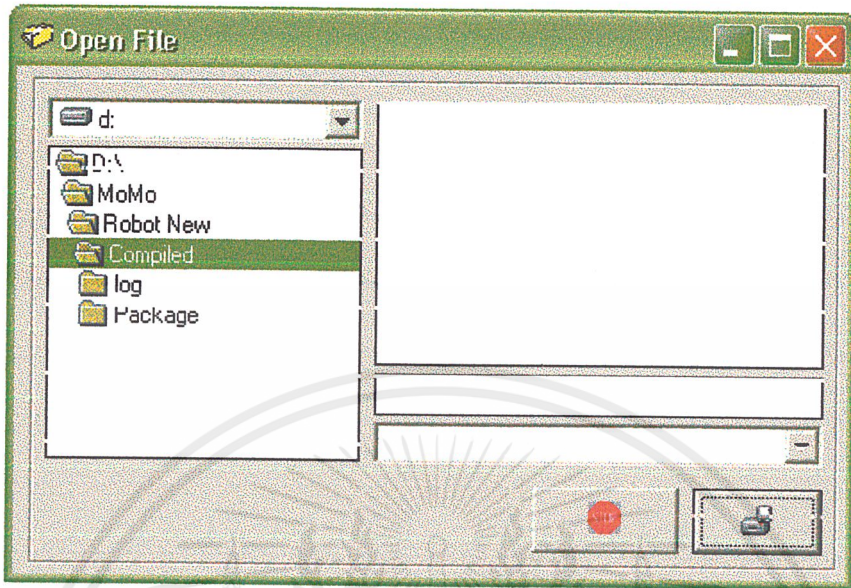 Open File
d:
D:\
MoMo
Robot New
Compiled
log
Package